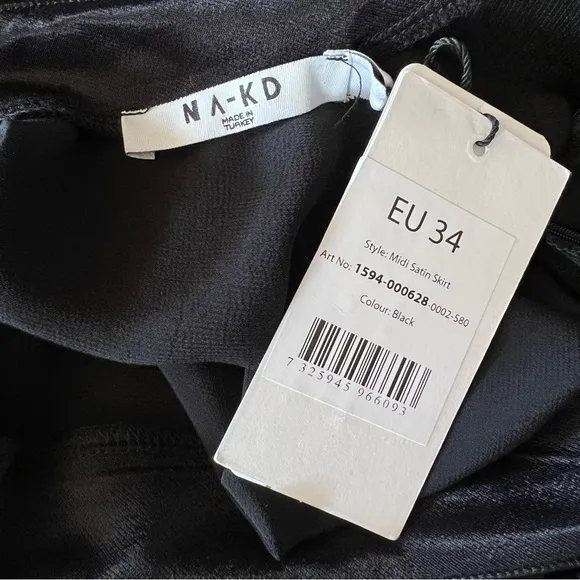 NA-KD
MADE IN
TURKEY
EU 34
Style: Midi Satin Skirt
Art No: 1594-000628-0002-580
Colour: Black
7 325945 966093